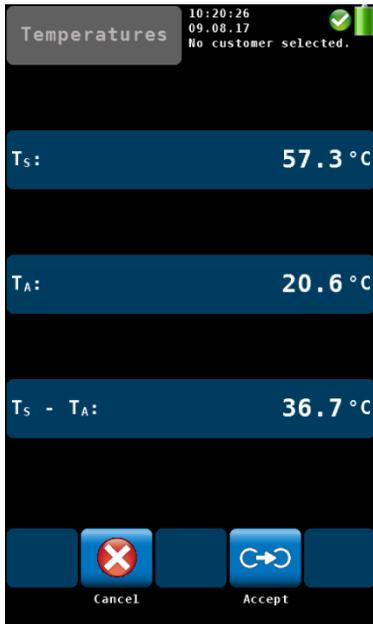 Temperatures
10:20:26
09.08.17
No customer selected.
Ts: 57.3 °C
TA: 20.6 °C
Ts - TA: 36.7 °C
Cancel
Accept